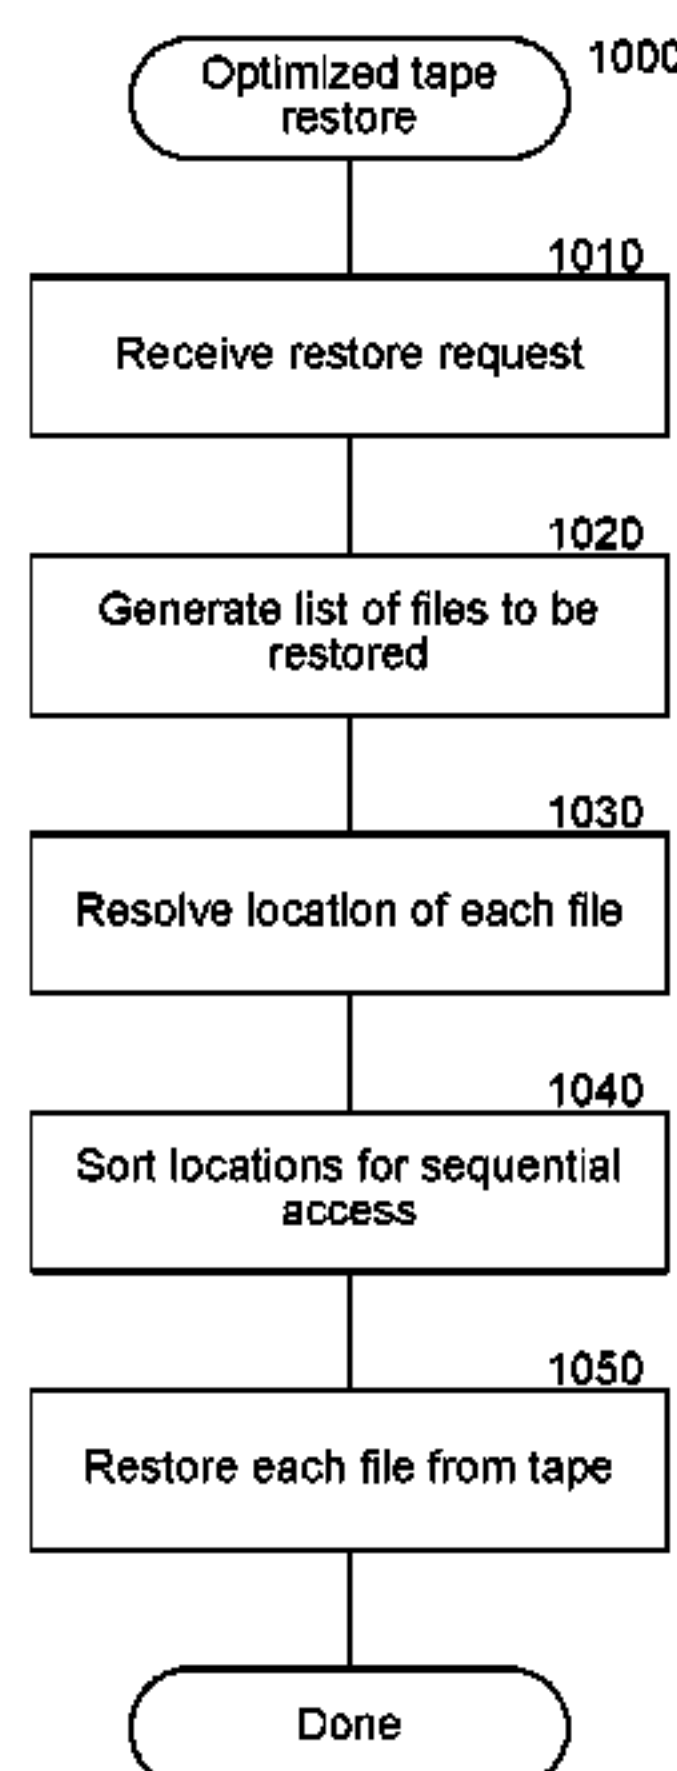 Optimized tape
restore
1000
1010
Receive restore request
1020
Generate list of files to be
restored
1030
Resolve location of each file
1040
Sort locations for sequential
access
1050
Restore each file from tape
Done